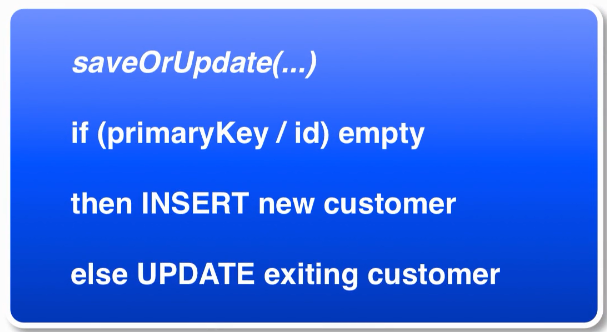 saveOrUpdate(...)
if (primaryKey / id) empty
then INSERT new customer
else UPDATE exiting customer